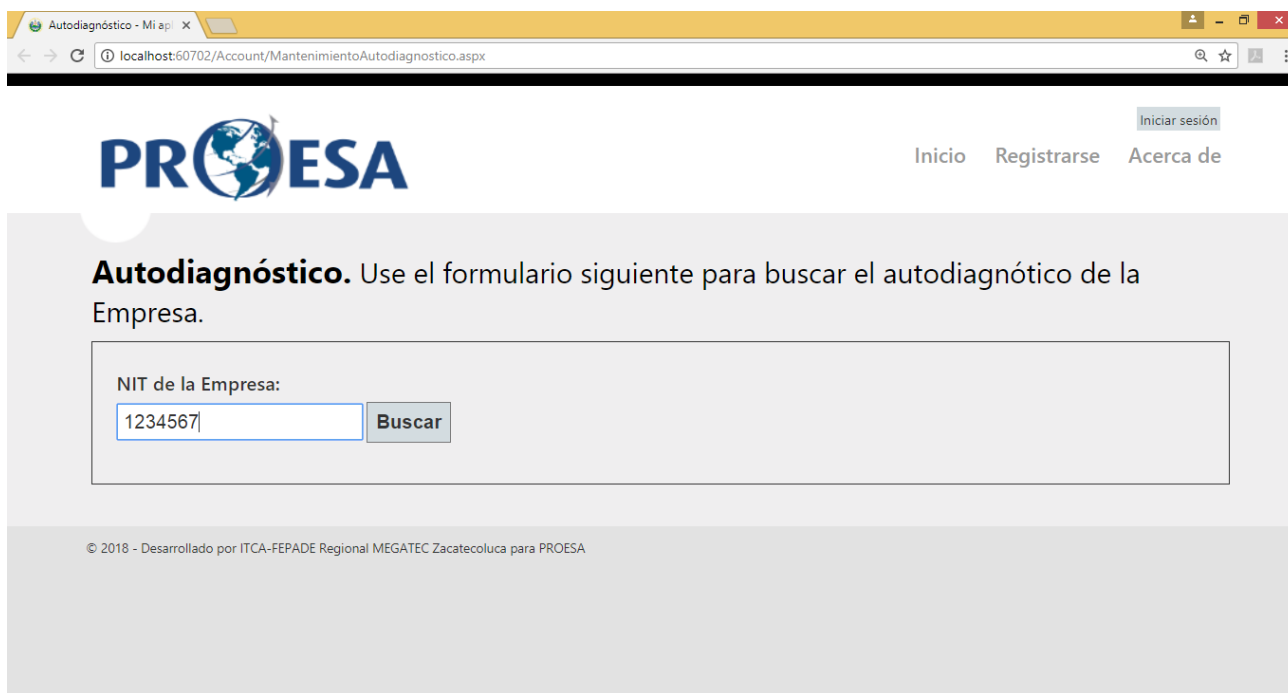 Autodiagnóstico - Mi apl
localhost:60702/Account/MantenimientoAutodiagnostico.aspx
PROESA
Iniciar sesión
Inicio Registrarse Acerca de
Autodiagnóstico. Use el formulario siguiente para buscar el autodiagnótico de la
Empresa.
NIT de la Empresa:
1234567
Buscar
© 2018 - Desarrollado por ITCA-FEPADE Regional MEGATEC Zacatecoluca para PROESA